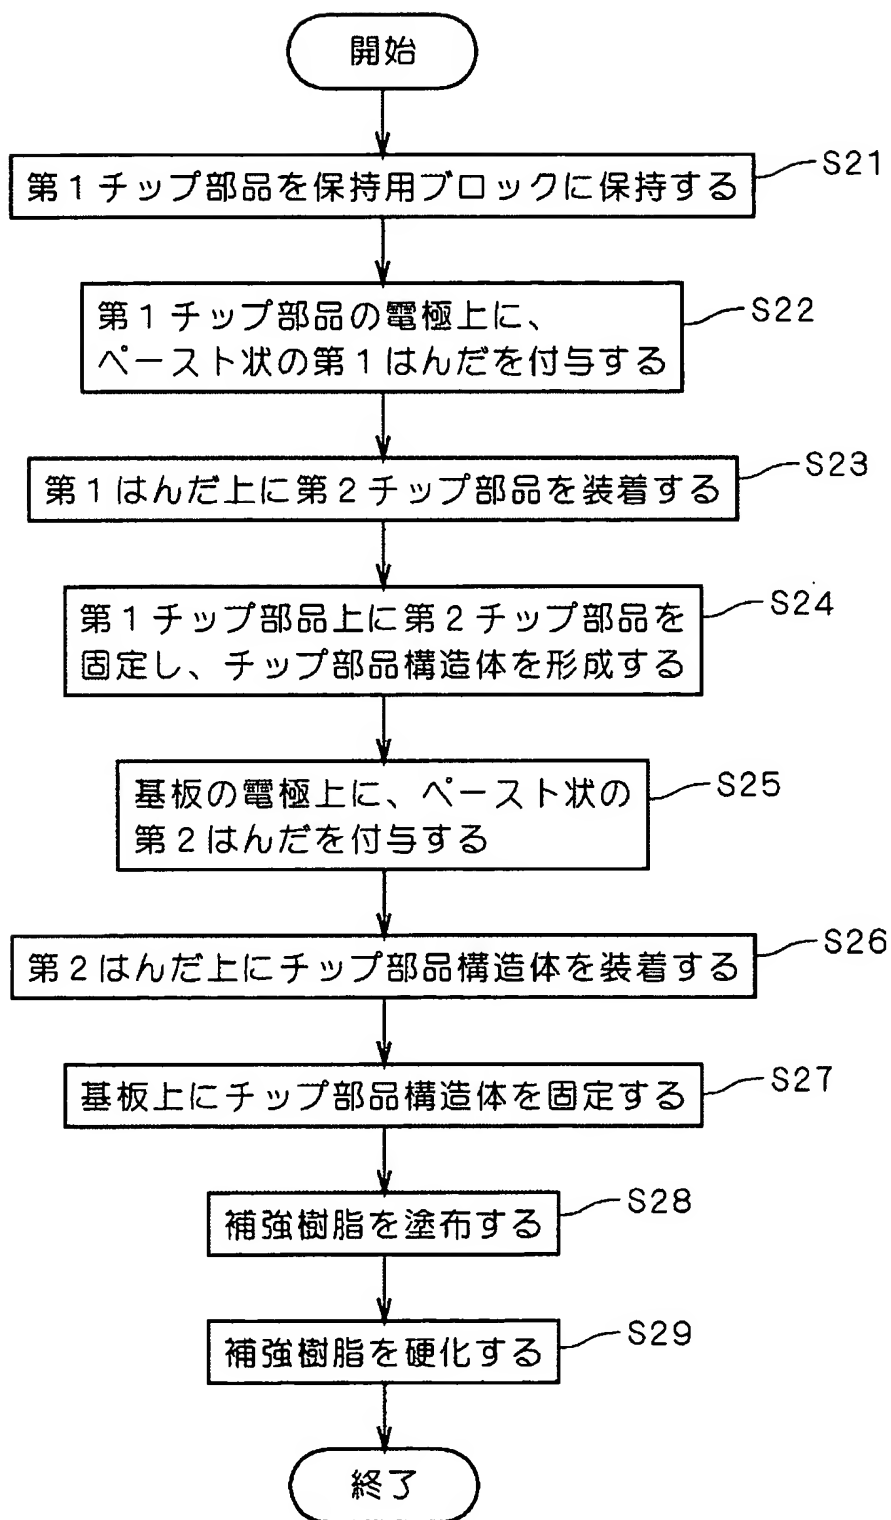 開始
第1チップ部品を保持用ブロックに保持する
S21
第1チップ部品の電極上に、
ペースト状の第1はんだを付与する
S22
第1はんだ上に第2チップ部品を装着する
S23
第1チップ部品上に第2チップ部品を
固定し、チップ部品構造体を形成する
S24
基板の電極上に、ペースト状の
第2はんだを付与する
S25
第2はんだ上にチップ部品構造体を装着する
S26
基板上にチップ部品構造体を固定する
S27
補強樹脂を塗布する
S28
補強樹脂を硬化する
S29
終了